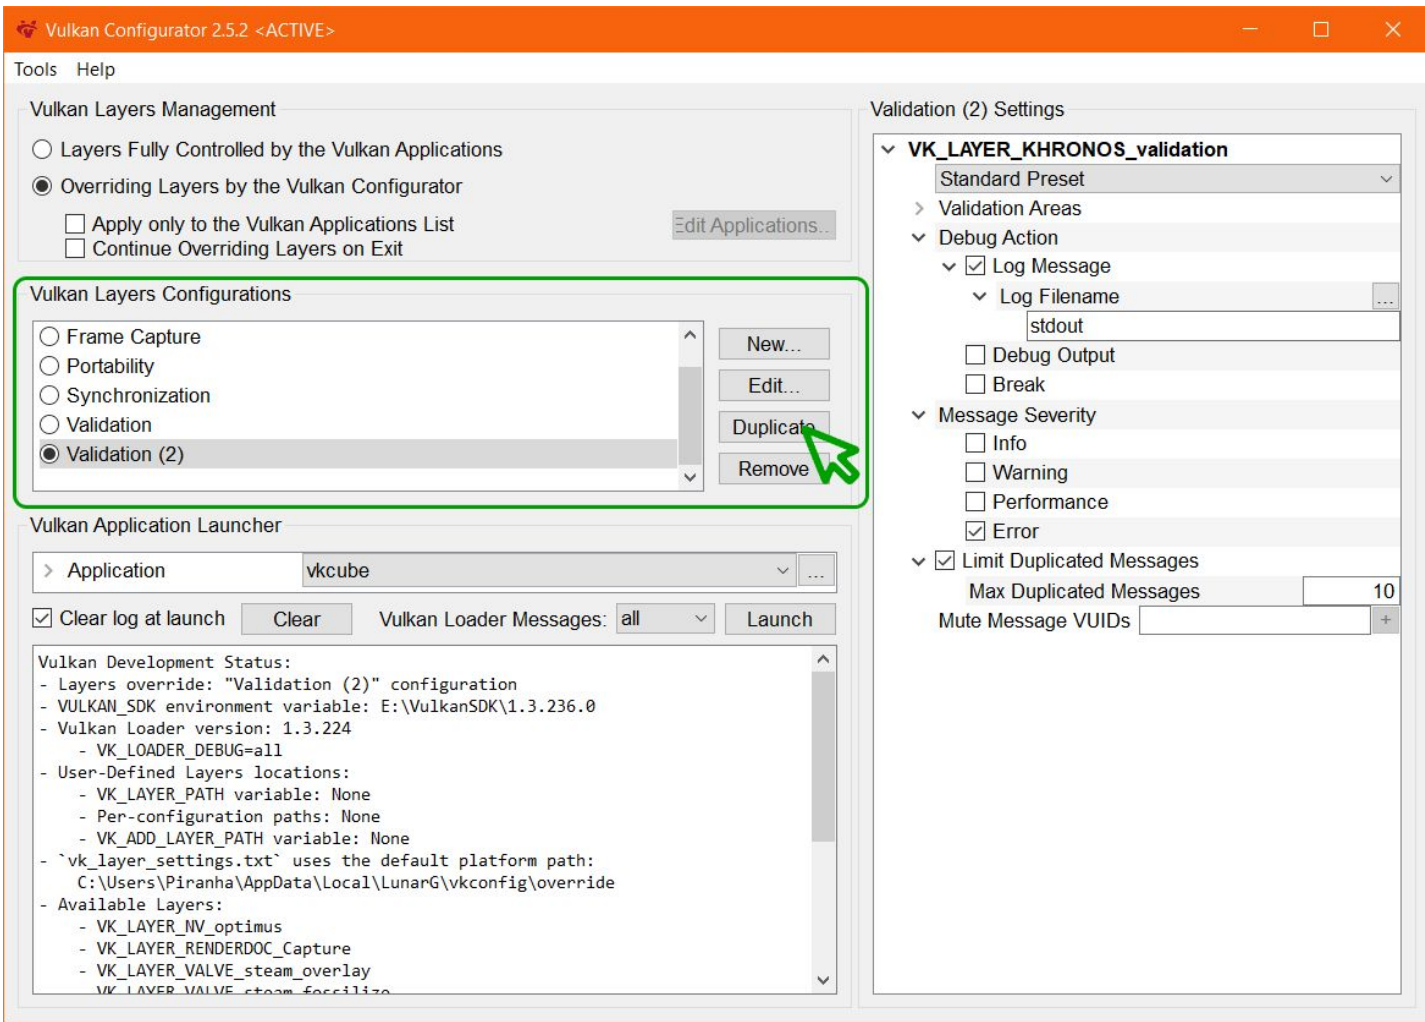 Vulkan Configurator 2.5.2 <ACTIVE>
Tools Help
Vulkan Layers Management
Layers Fully Controlled by the Vulkan Applications
Overriding Layers by the Vulkan Configurator
Apply only to the Vulkan Applications List
Edit Applications..
Continue Overriding Layers on Exit
Vulkan Layers Configurations
Frame Capture
Portability
Synchronization
Validation
Validation (2)
New...
Edit...
Duplicate
Remove
Vulkan Application Launcher
Application vkcube ...
Clear log at launch Clear Vulkan Loader Messages: all Launch
Vulkan Development Status:
- Layers override: "Validation (2)" configuration
- VULKAN_SDK environment variable: E:\VulkanSDK\1.3.236.0
- Vulkan Loader version: 1.3.224
- VK_LOADER_DEBUG=all
- User-Defined Layers locations:
- VK_LAYER_PATH variable: None
- Per-configuration paths: None
- VK_ADD_LAYER_PATH variable: None
- `vk_layer_settings.txt` uses the default platform path:
C:\Users\Piranha\AppData\Local\LunarG\vkconfig\override
- Available Layers:
- VK_LAYER_NV_optimus
- VK_LAYER_RENDERDOC_Capture
- VK_LAYER_VALVE_steam_overlay
- VK_LAYER_VALVE_steam_fossilize
Validation (2) Settings
VK_LAYER_KHRONOS_validation
Standard Preset
Validation Areas
Debug Action
Log Message
Log Filename ...
stdout
Debug Output
Break
Message Severity
Info
Warning
Performance
Error
Limit Duplicated Messages
Max Duplicated Messages 10
Mute Message VUIDs +